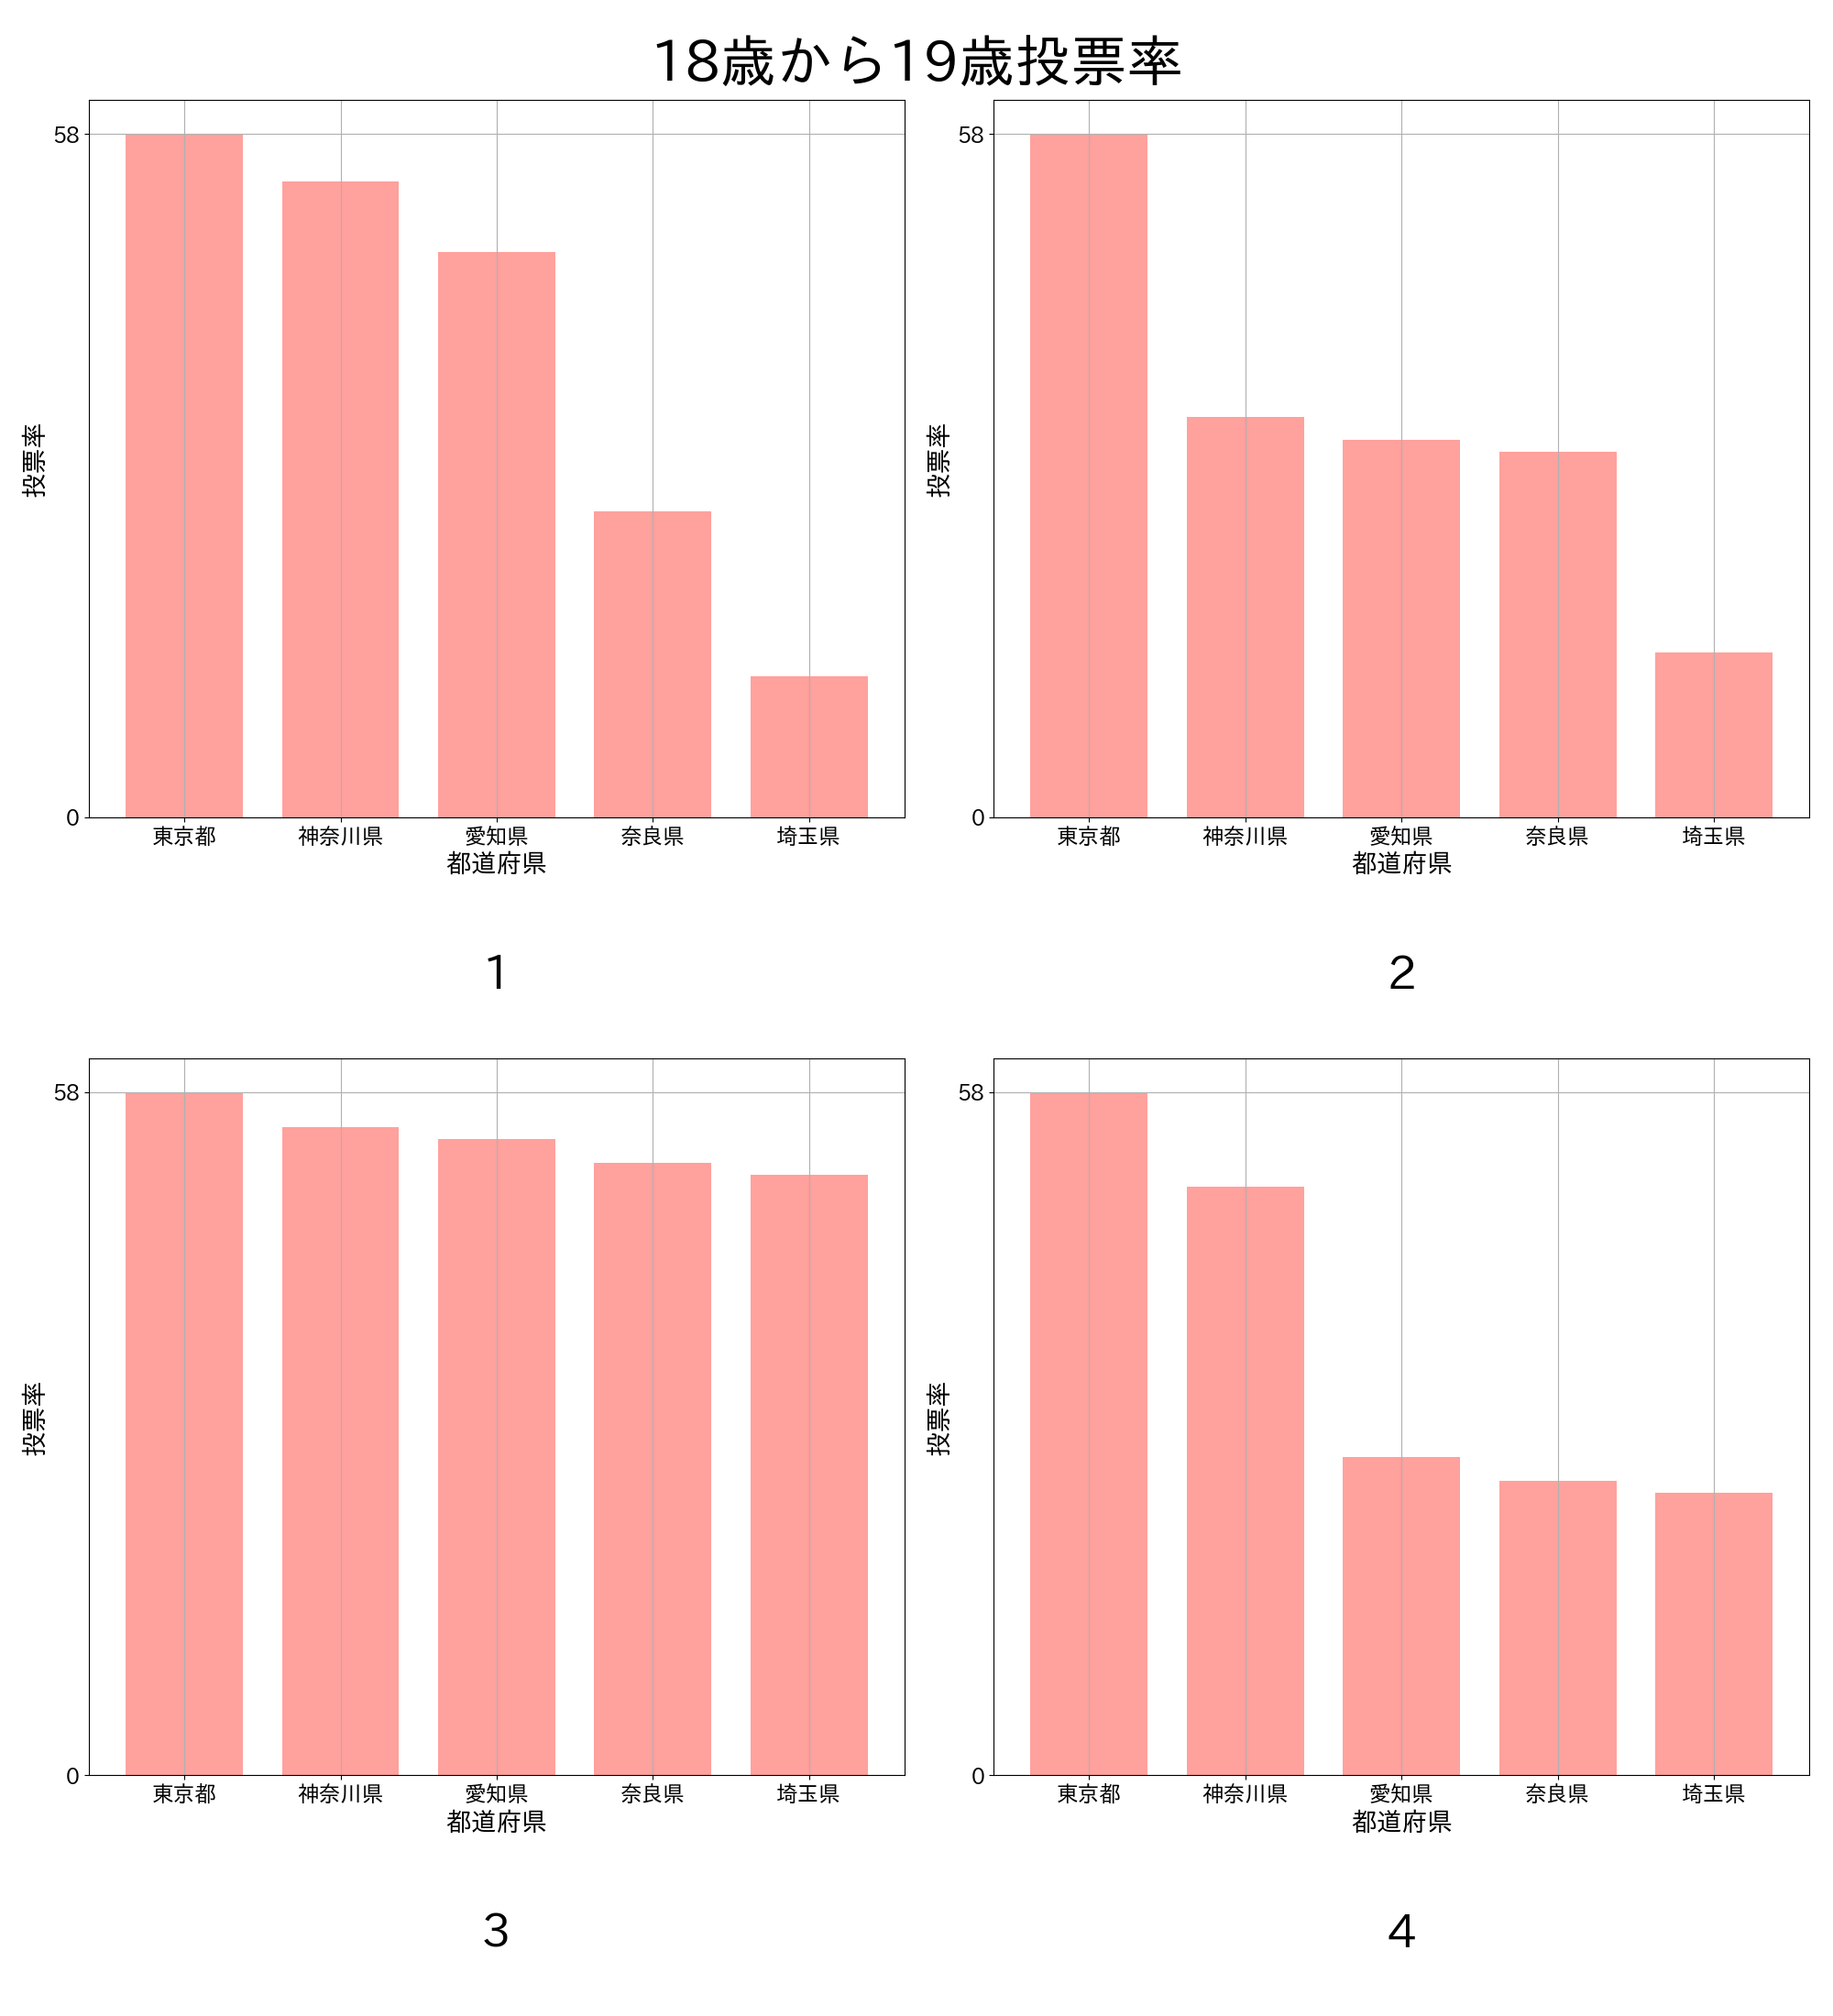 18歳から19歳投票率
58
0
投票率
東京都 神奈川県 愛知県 奈良県 埼玉県
都道府県
1
58
0
投票率
東京都 神奈川県 愛知県 奈良県 埼玉県
都道府県
2
58
0
投票率
東京都 神奈川県 愛知県 奈良県 埼玉県
都道府県
3
58
0
投票率
東京都 神奈川県 愛知県 奈良県 埼玉県
都道府県
4